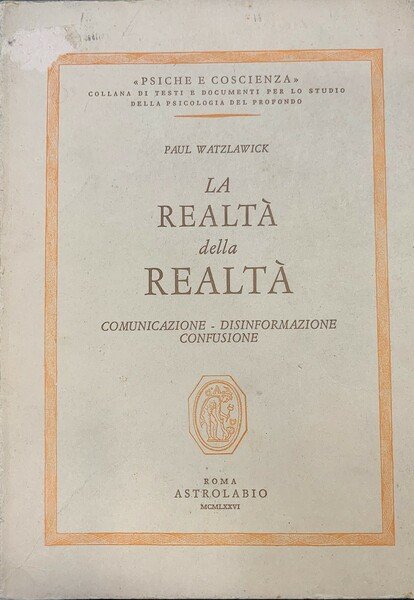 «PSICHE E COSCIENZA»
COLLANA DI TESTI E DOCUMENTI PER LO STUDIO
DELLA PSICOLOGIA DEL PROFONDO
PAUL WATZLAWICK
LA
REALTÀ
della
REALTÀ
COMUNICAZIONE - DISINFORMAZIONE
CONFUSIONE
ROMA
ASTROLABIO
MCMLXXVI